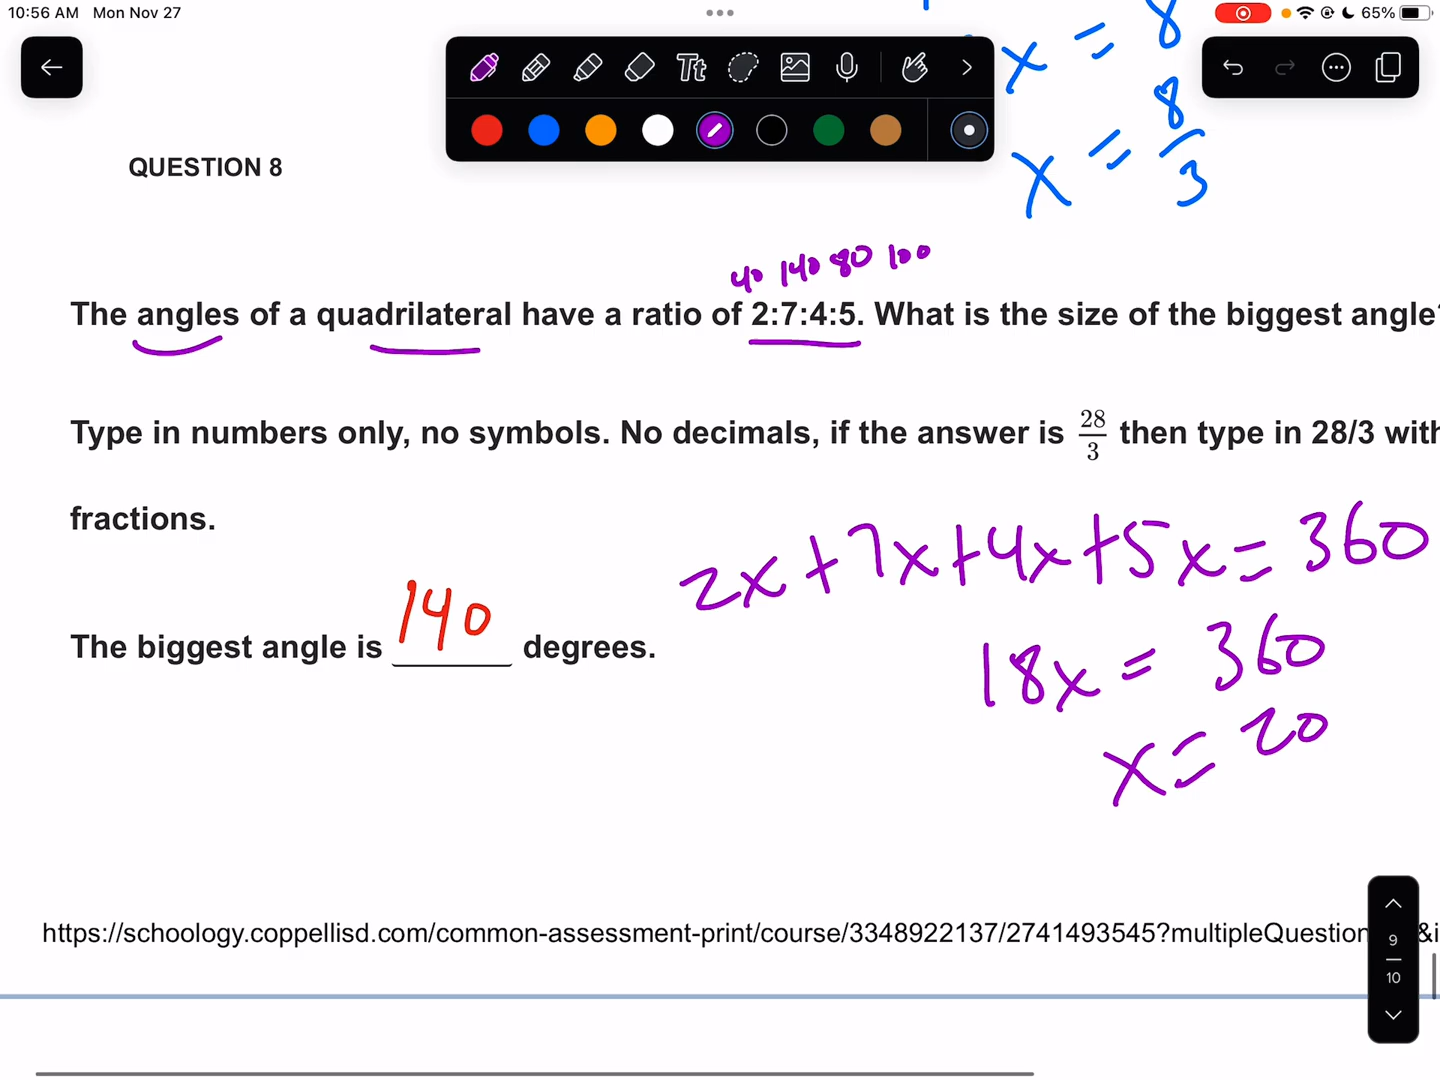 10:56 AM Mon Nov 27
65%
x = 8
Tt
x = 8/3
QUESTION 8
40 140 80 100
The angles of a quadrilateral have a ratio of 2:7:4:5. What is the size of the biggest angle?
Type in numbers only, no symbols. No decimals, if the answer is 28/3 then type in 28/3 with
fractions.
2x + 7x + 4x + 5x = 360
The biggest angle is 140 degrees.
18x = 360
x = 20
https://schoology.coppellisd.com/common-assessment-print/course/3348922137/2741493545?multipleQuestion
&i
9
10